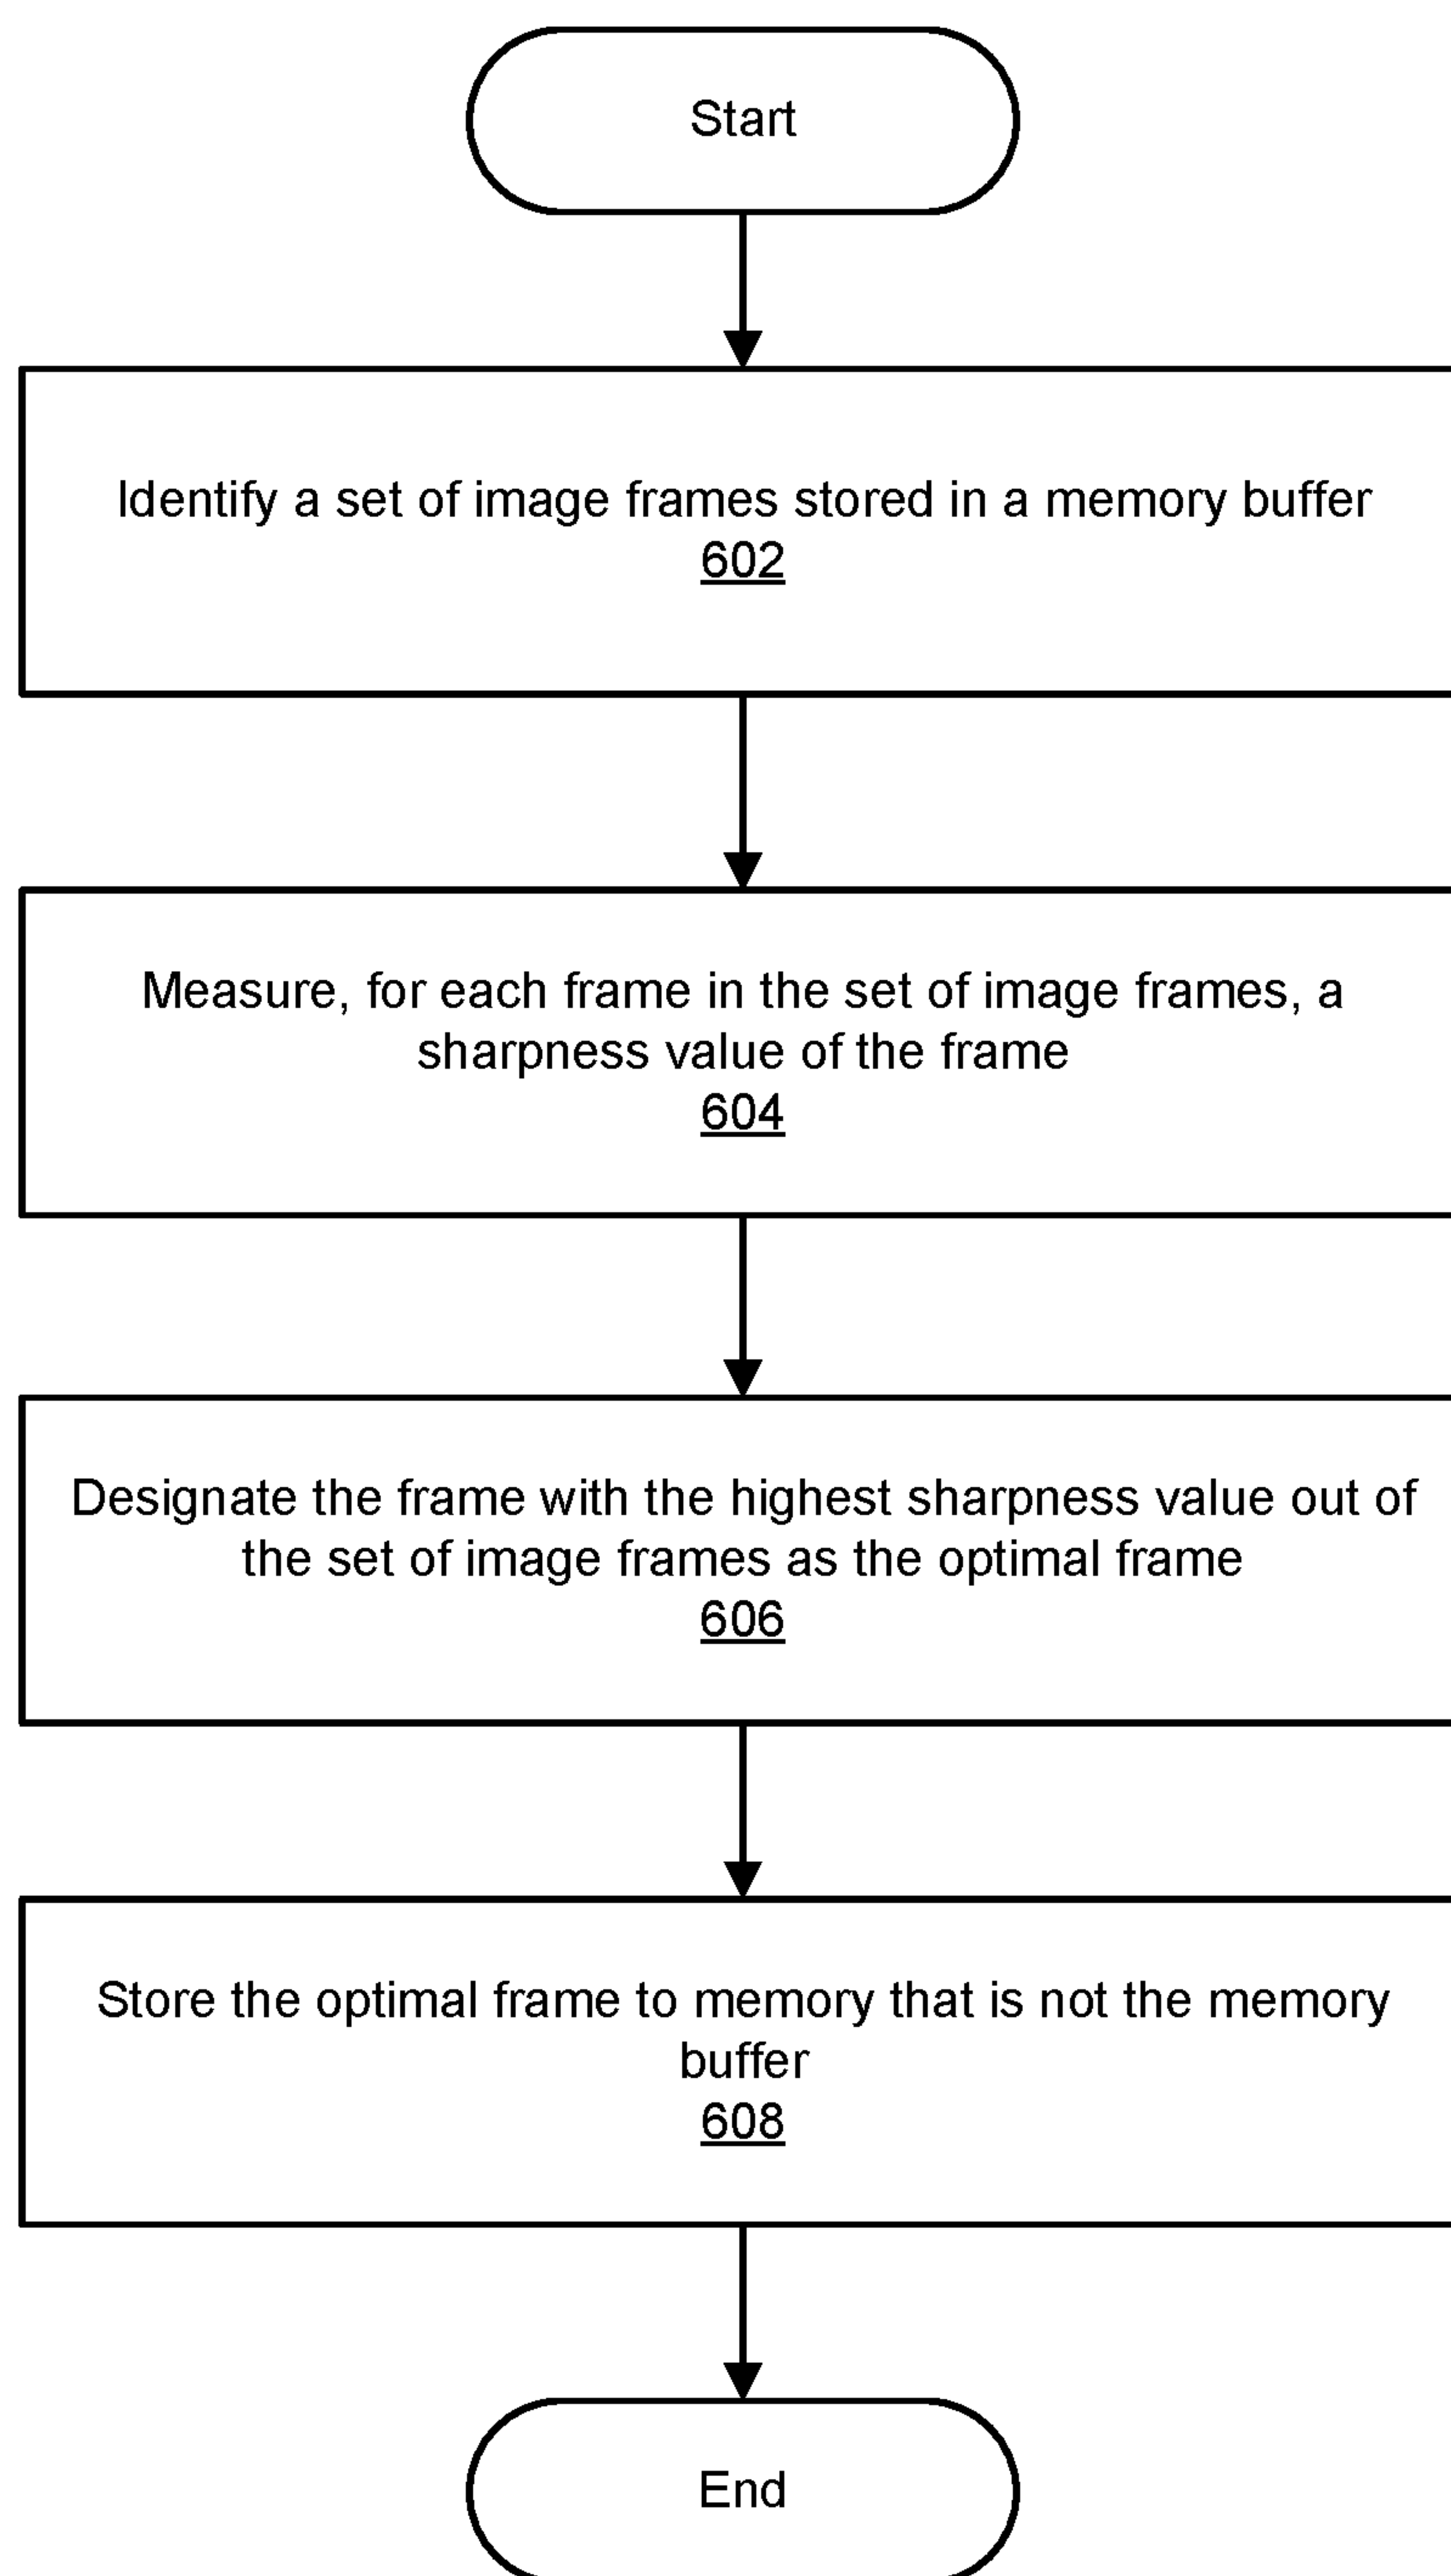 Start
Identify a set of image frames stored in a memory buffer
602
Measure, for each frame in the set of image frames, a
sharpness value of the frame
604
Designate the frame with the highest sharpness value out of
the set of image frames as the optimal frame
606
Store the optimal frame to memory that is not the memory
buffer
608
End